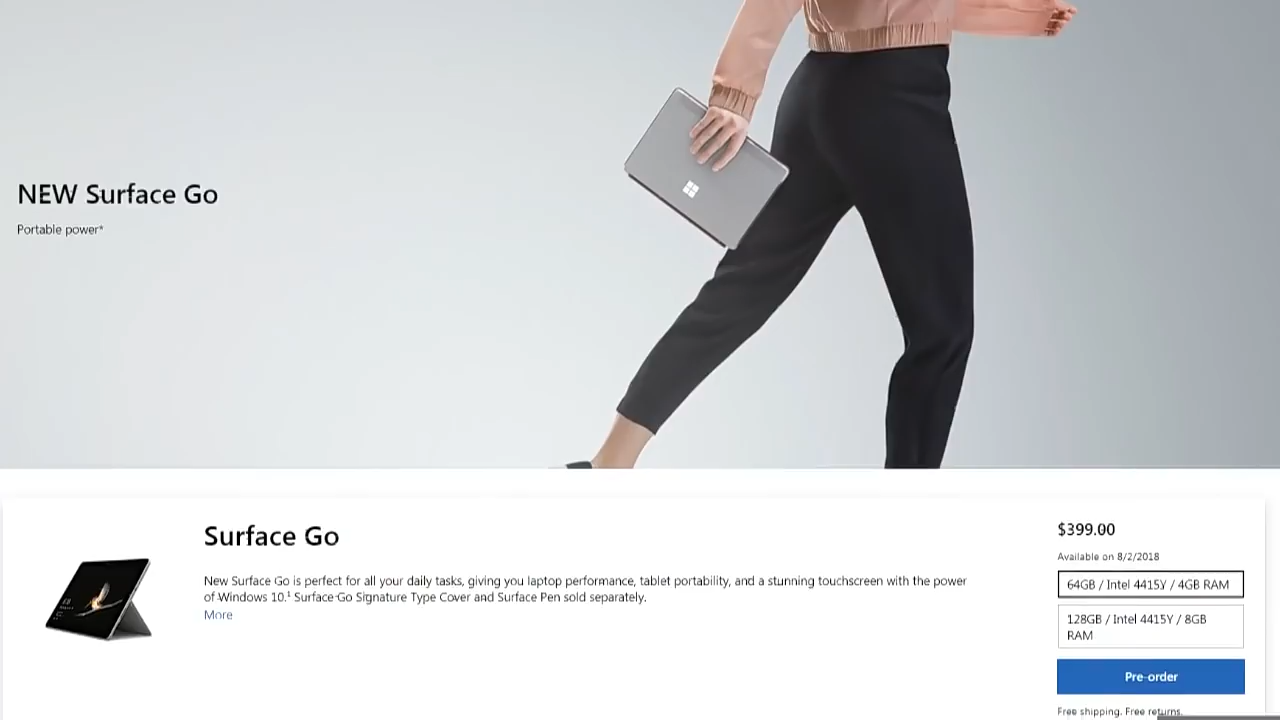 NEW Surface Go
Portable power*
Surface Go
New Surface Go is perfect for all your daily tasks, giving you laptop performance, tablet portability, and a stunning touchscreen with the power
of Windows 10.¹ Surface Go Signature Type Cover and Surface Pen sold separately.
More
$399.00
Available on 8/2/2018
64GB / Intel 4415Y / 4GB RAM
128GB / Intel 4415Y / 8GB
RAM
Pre-order
Free shipping. Free returns.